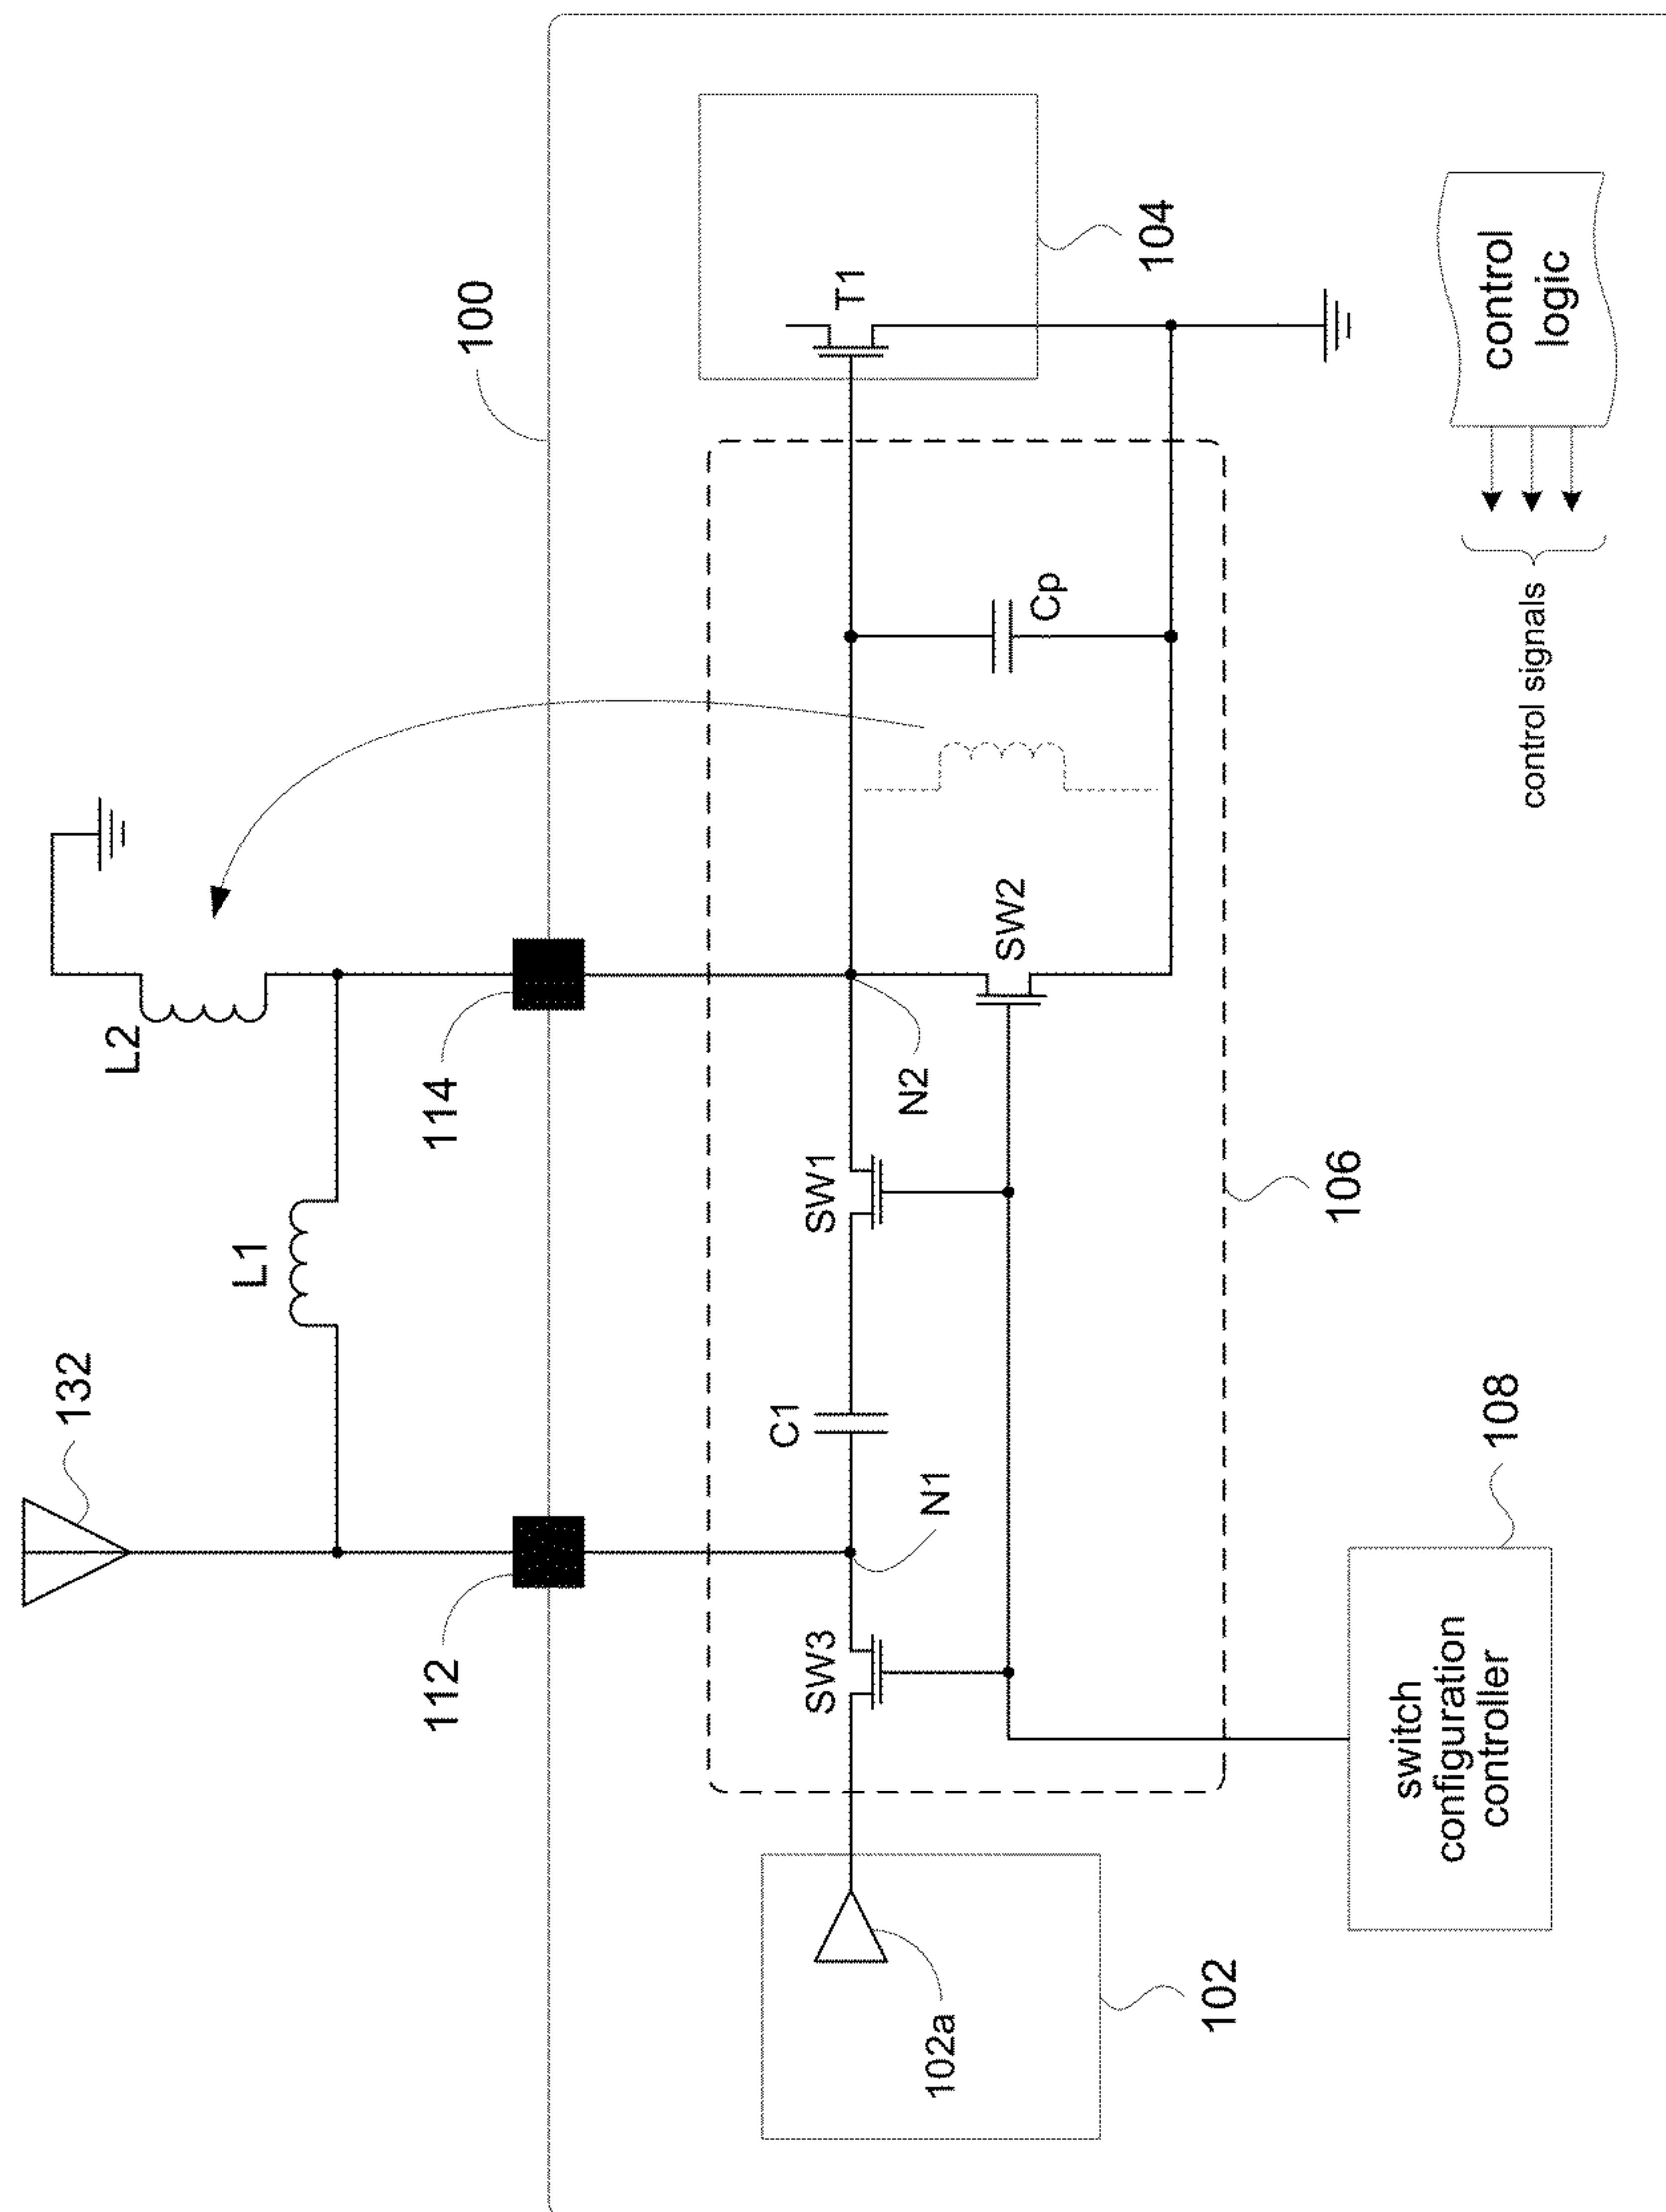 132
L1
L2
100
112
114
SW3
C1
SW1
T1
N1
N2
SW2
Cp
104
102a
102
106
switch
configuration
controller
108
control signals
control
logic